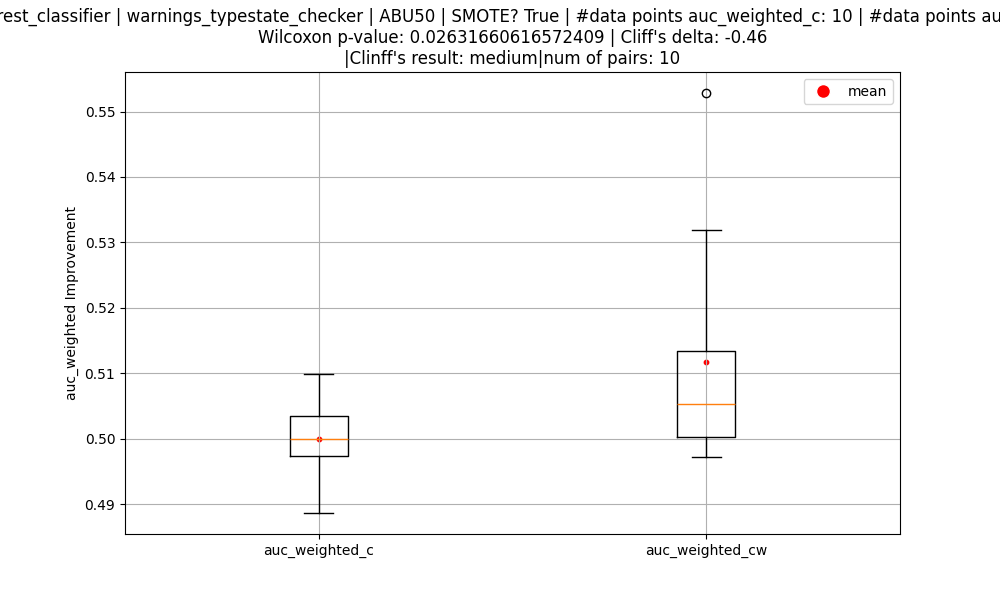 rest_classifier | warnings_typestate_checker | ABU50 | SMOTE? True | #data points auc_weighted_c: 10 | #data points au
Wilcoxon p-value: 0.02631660616572409 | Cliff's delta: -0.46
|Clinff's result: medium|num of pairs: 10
mean
0.55
0.54
0.53
0.52
0.51
0.50
0.49
auc_weighted Improvement
auc_weighted_c
auc_weighted_cw